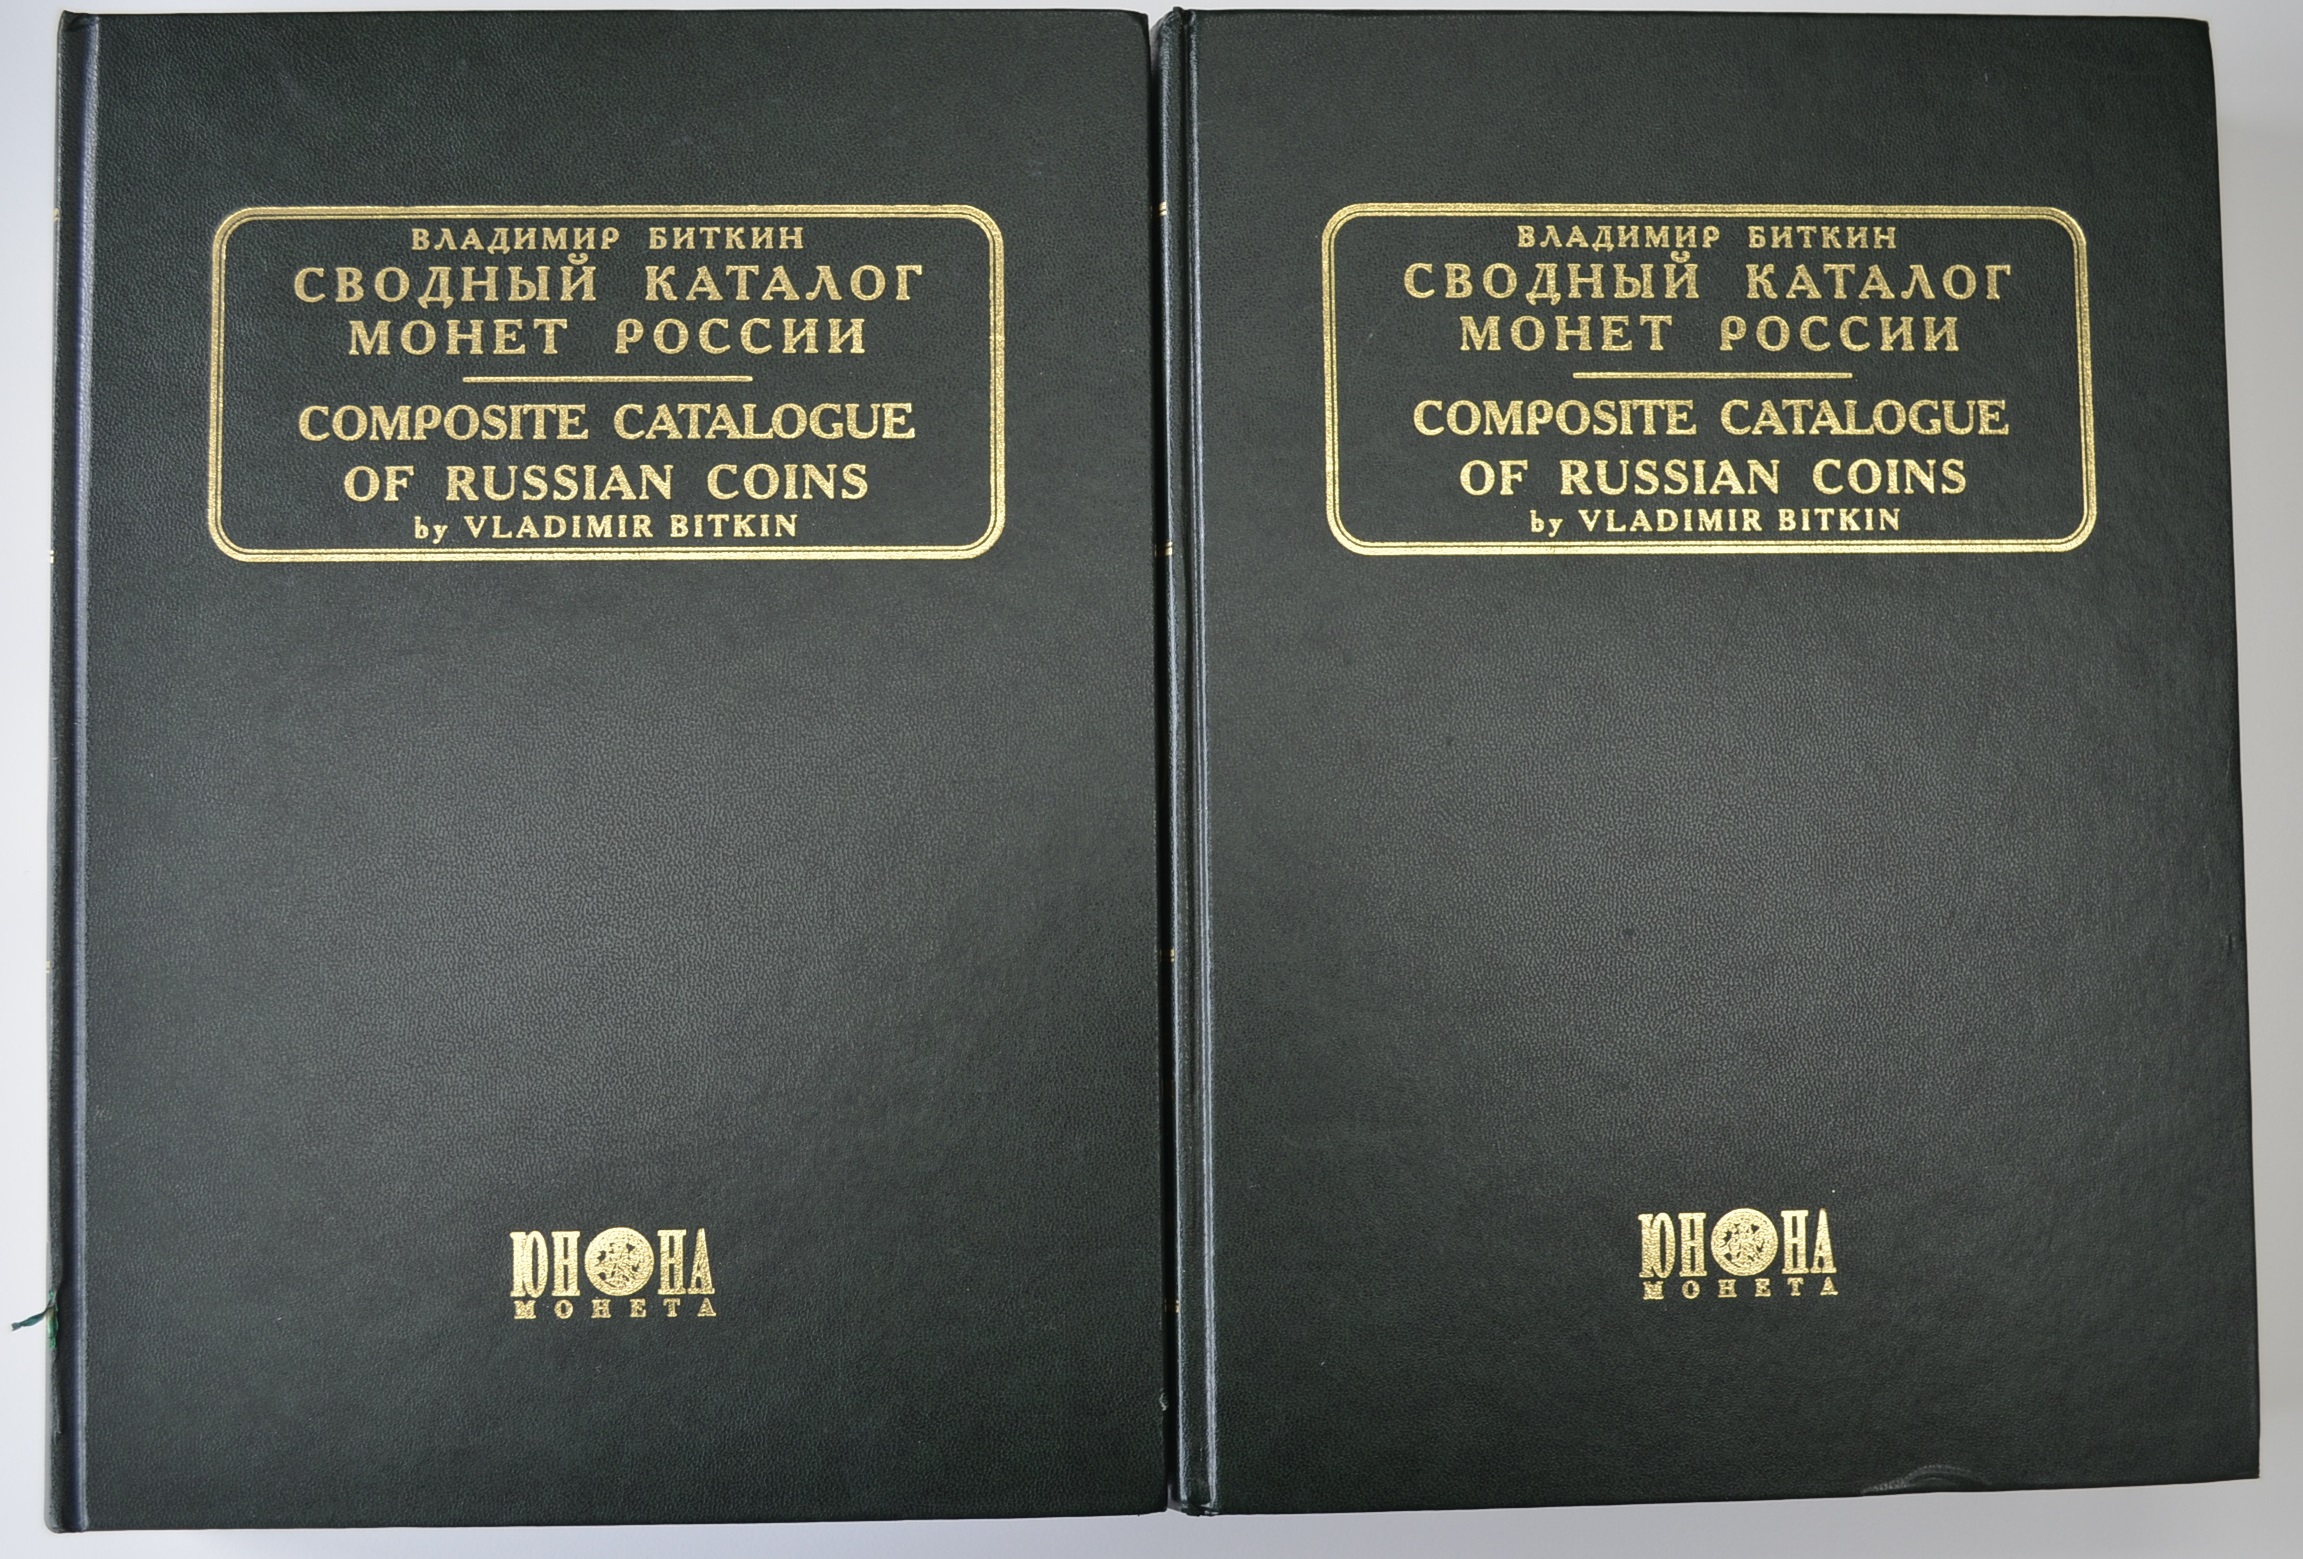 ВЛАДИМИР БИТКИН
СВОДНЫЙ КАТАЛОГ
МОНЕТ РОССИИ
COMPOSITE CATALOGUE
OF RUSSIAN COINS
by VLADIMIR BITKIN
ЮНОНА
МОНЕТА
ВЛАДИМИР БИТКИН
СВОДНЫЙ КАТАЛОГ
МОНЕТ РОССИИ
COMPOSITE CATALOGUE
OF RUSSIAN COINS
by VLADIMIR BITKIN
ЮНОНА
МОНЕТА